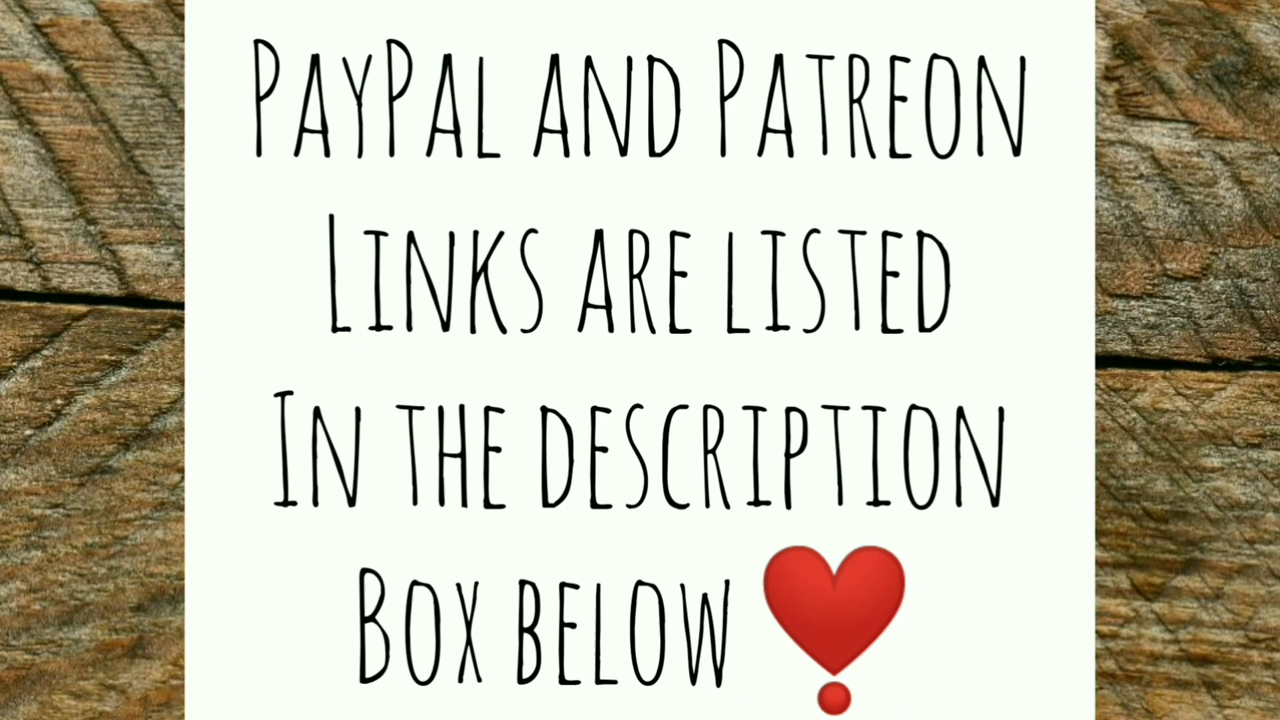 PayPal and Patreon
Links are listed
In the description
Box below ❣